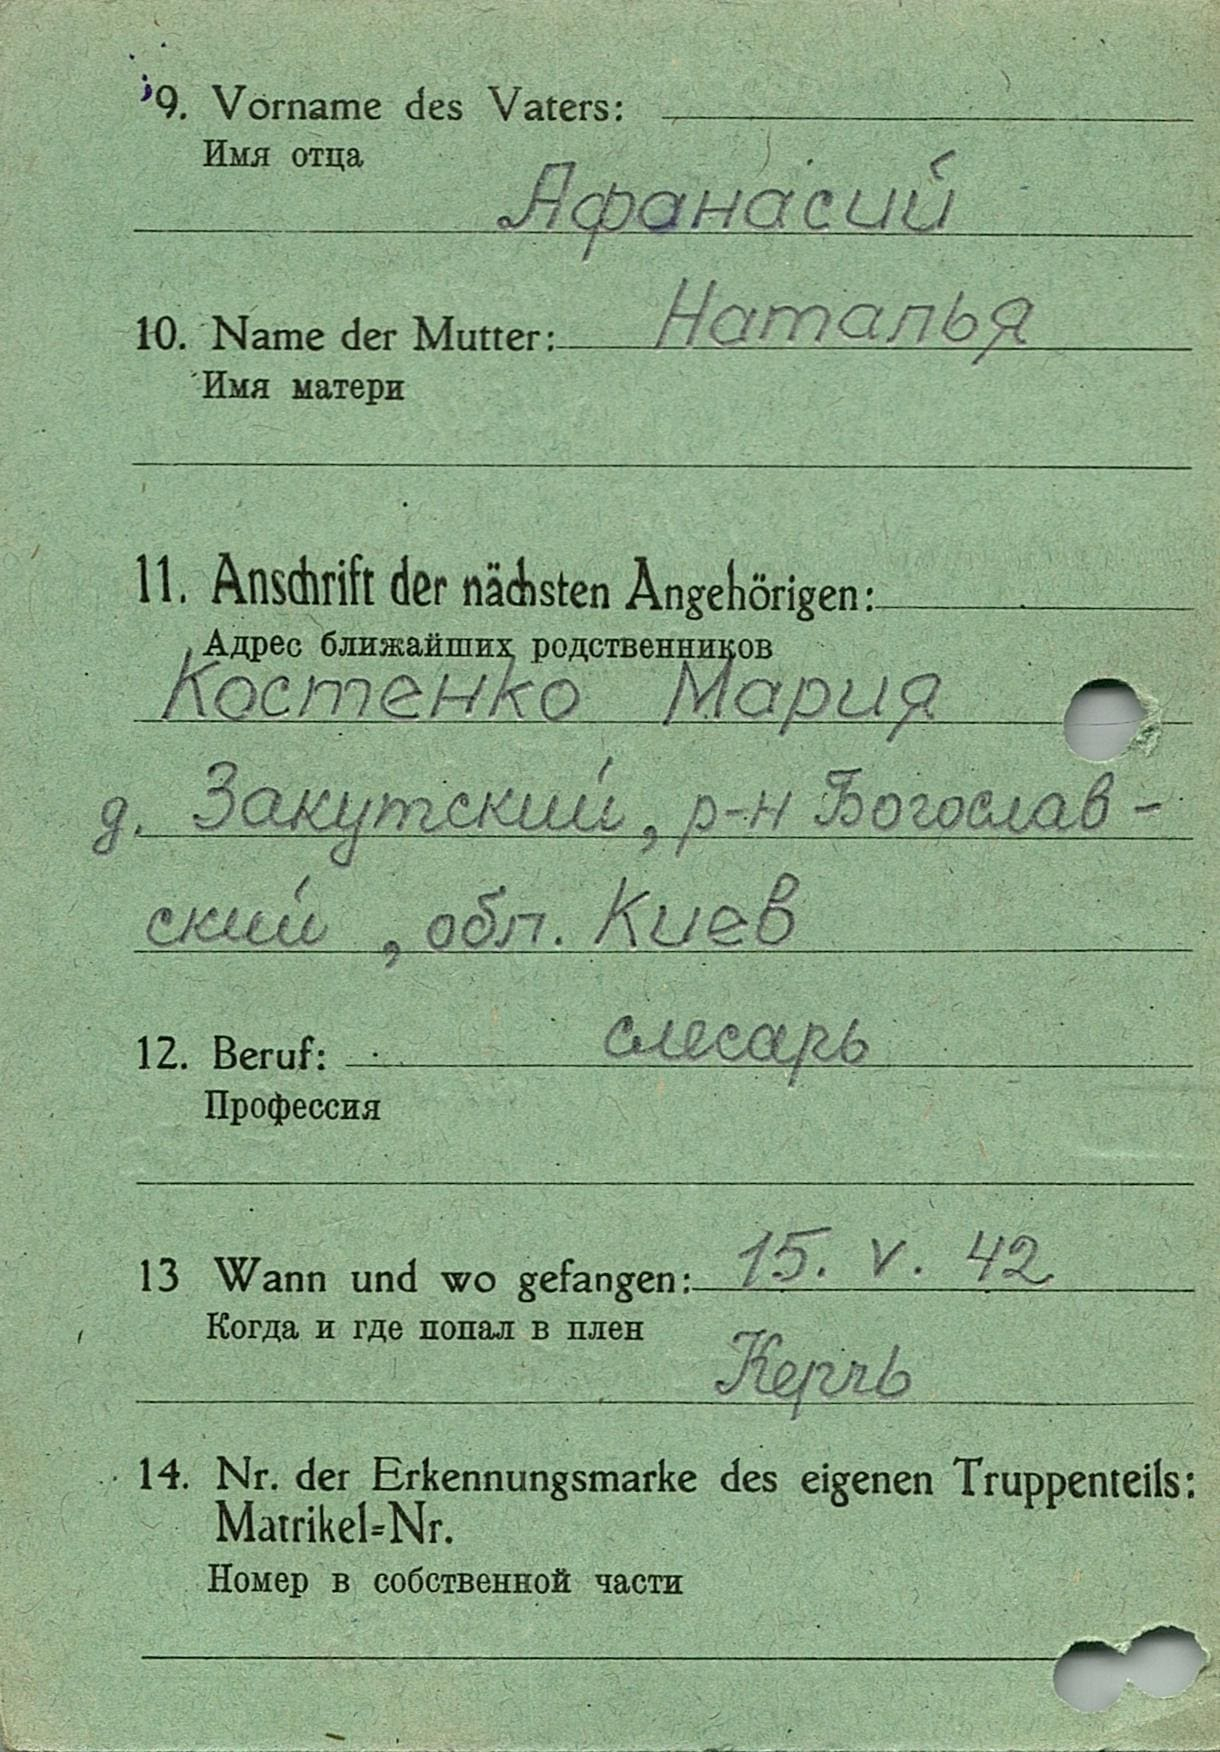 9. Vorname des Vaters:
Имя отца
Афанасий
10. Name der Mutter: Наталья
Имя матери
11. Anschrift der nächsten Angehörigen:
Адрес ближайших родственников
Костенко Мария
д. Закутский, р-н Богослав-
ский, обл. Киев
12. Beruf: слесарь
Профессия
13 Wann und wo gefangen: 15. V. 42
Когда и где попал в плен
Керчь
14. Nr. der Erkennungsmarke des eigenen Truppenteils:
Matrikel=Nr.
Номер в собственной части